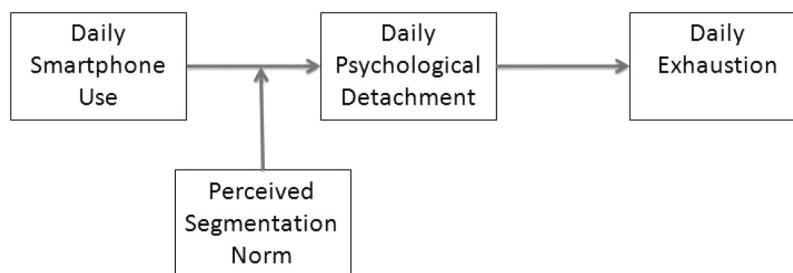 Daily
Smartphone
Use
Daily
Psychological
Detachment
Daily
Exhaustion
Perceived
Segmentation
Norm